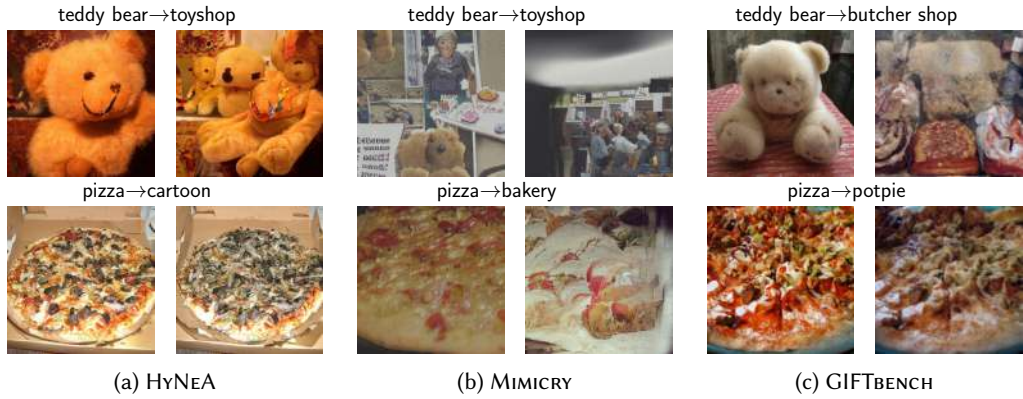 teddy bear→toyshop
teddy bear→toyshop
teddy bear→butcher shop
pizza→cartoon
pizza→bakery
pizza→potpie
(a) HYNEA
(b) MIMICRY
(c) GIFTBENCH